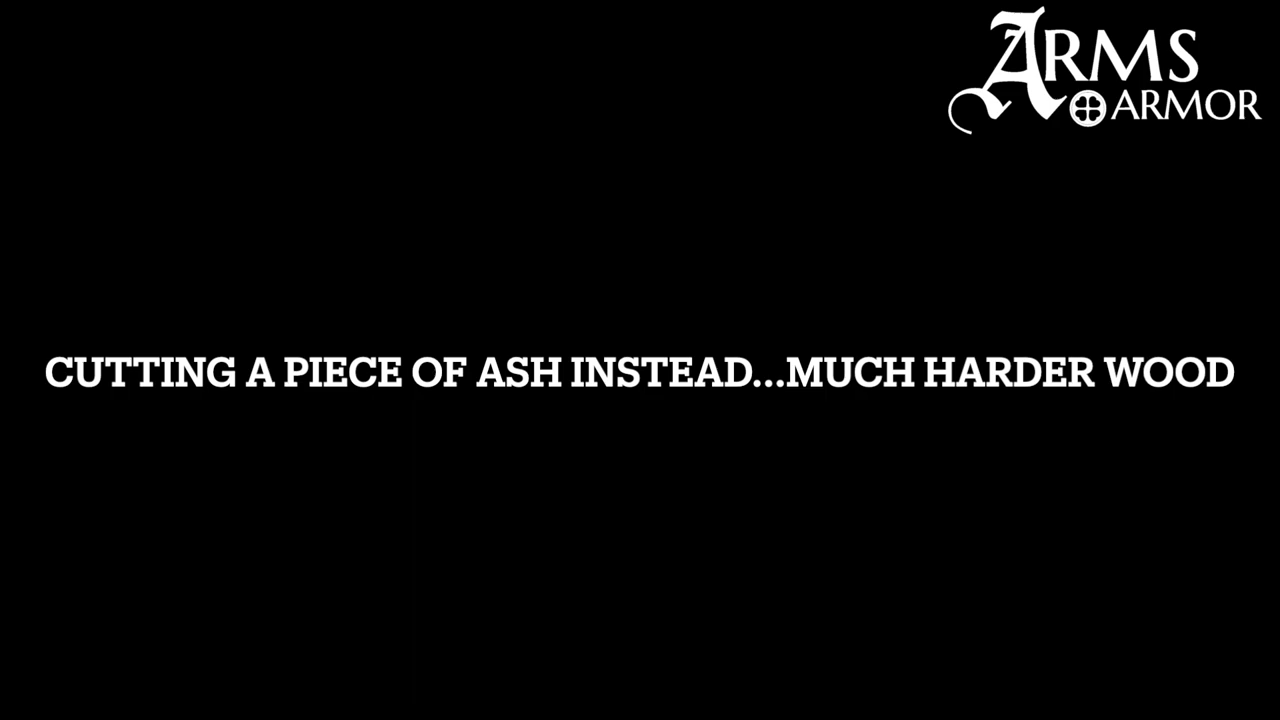 ARMS
ARMOR
CUTTING A PIECE OF ASH INSTEAD...MUCH HARDER WOOD